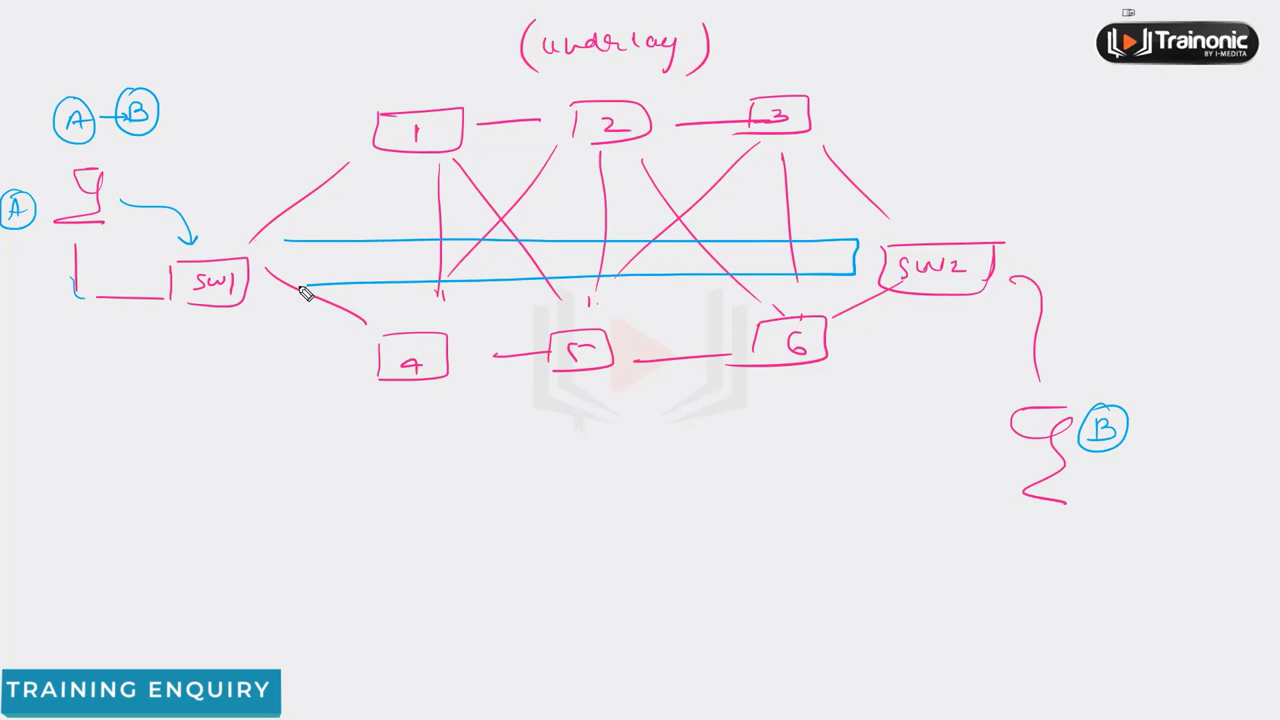 (underlay)
Trainonic
BY I-MEDITA
A → B
1
2
3
A
SW1
SW2
4
5
6
B
TRAINING ENQUIRY